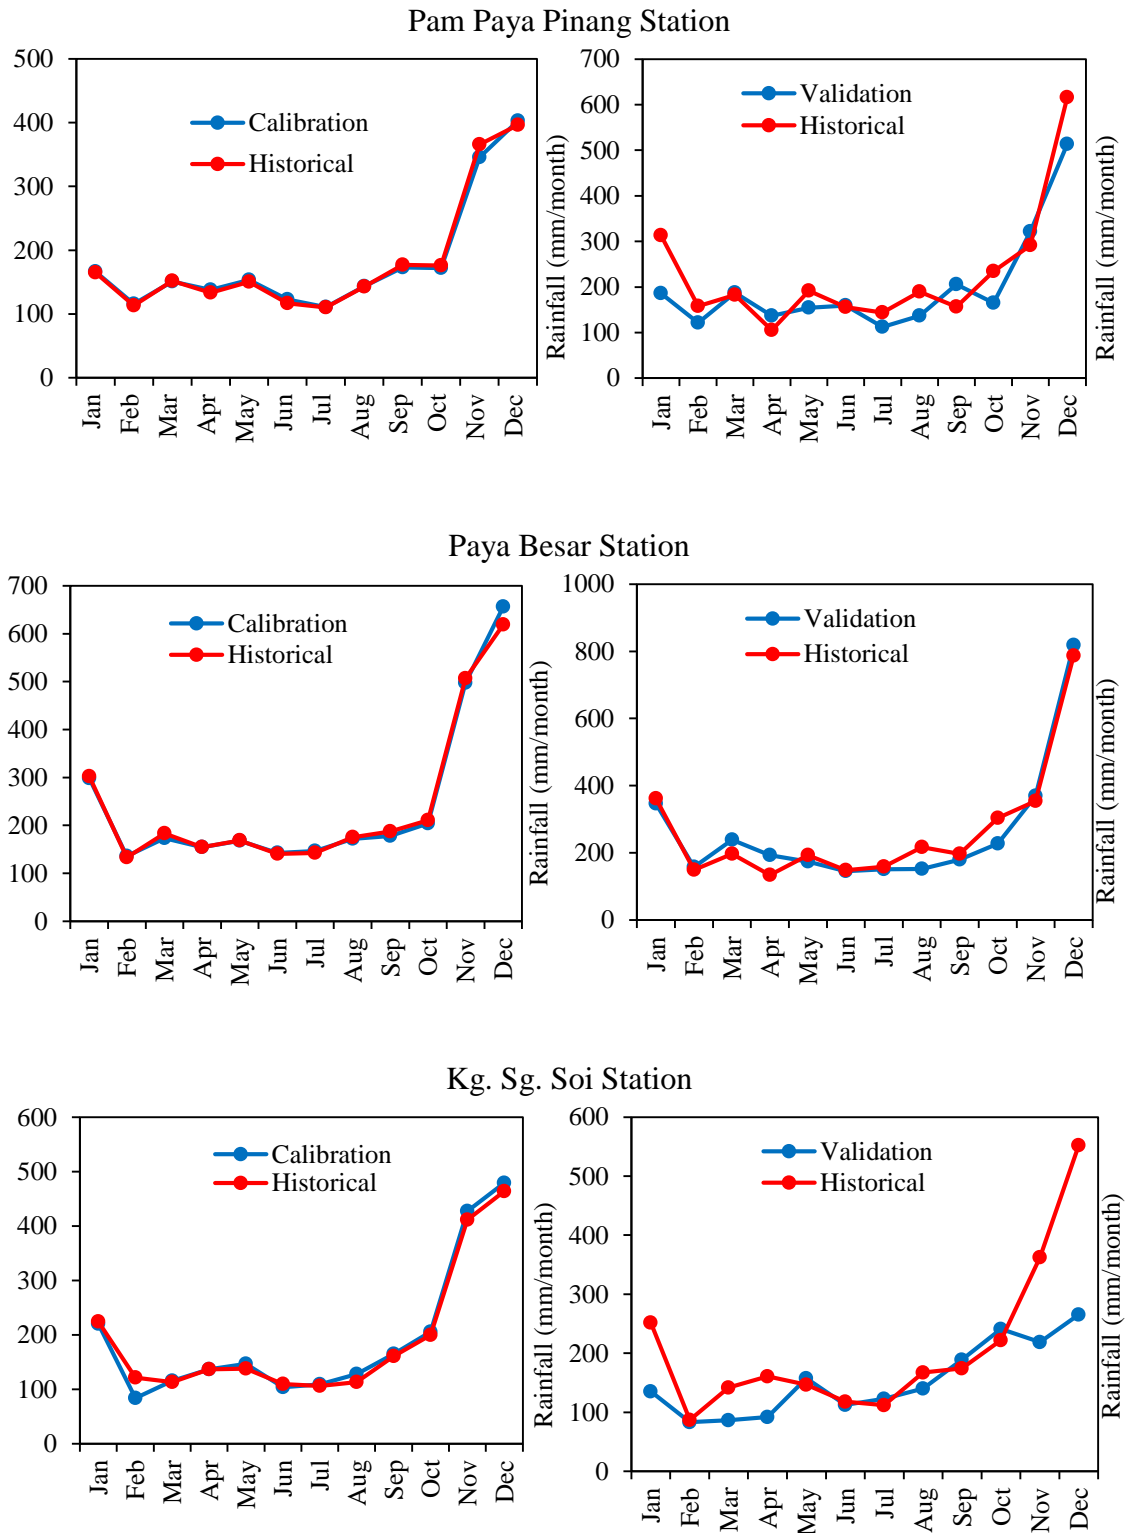 Pam Paya Pinang Station
500
400
300
200
100
0
Calibration
Historical
Jan Feb Mar Apr May Jun Jul Aug Sep Oct Nov Dec
Rainfall (mm/month)
700
600
500
400
300
200
100
0
Validation
Historical
Jan Feb Mar Apr May Jun Jul Aug Sep Oct Nov Dec
Rainfall (mm/month)
Paya Besar Station
700
600
500
400
300
200
100
0
Calibration
Historical
Jan Feb Mar Apr May Jun Jul Aug Sep Oct Nov Dec
Rainfall (mm/month)
1000
800
600
400
200
0
Validation
Historical
Jan Feb Mar Apr May Jun Jul Aug Sep Oct Nov Dec
Rainfall (mm/month)
Kg. Sg. Soi Station
600
500
400
300
200
100
0
Calibration
Historical
Jan Feb Mar Apr May Jun Jul Aug Sep Oct Nov Dec
Rainfall (mm/month)
600
500
400
300
200
100
0
Validation
Historical
Jan Feb Mar Apr May Jun Jul Aug Sep Oct Nov Dec
Rainfall (mm/month)